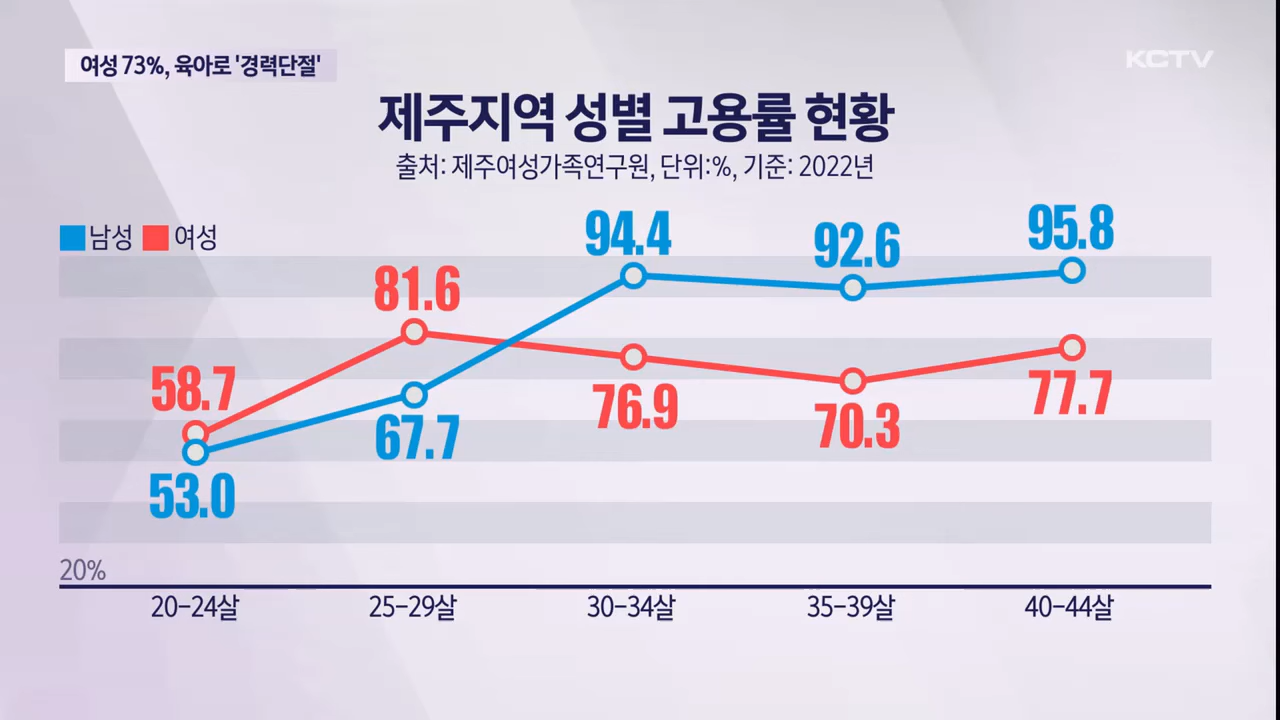 여성 73%, 육아로 '경력단절'
KCTV
제주지역 성별 고용률 현황
출처: 제주여성가족연구원, 단위:%, 기준: 2022년
남성 여성
94.4 92.6 95.8
81.6
58.7
76.9 70.3 77.7
67.7
53.0
20%
20-24살 25-29살 30-34살 35-39살 40-44살